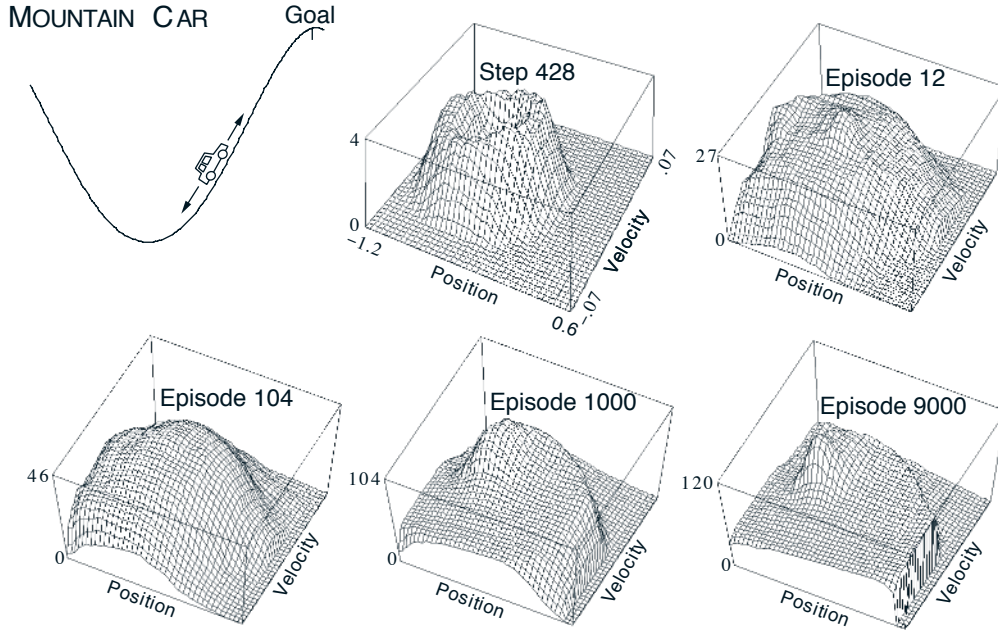 MOUNTAIN CAR
Goal
Step 428
4
0
−1.2
Position
0.6
−.07
Velocity
.07
Episode 12
27
0
Velocity
Episode 104
46
0
Position
Velocity
Episode 1000
104
0
Position
Velocity
Episode 9000
120
0
Position
Velocity